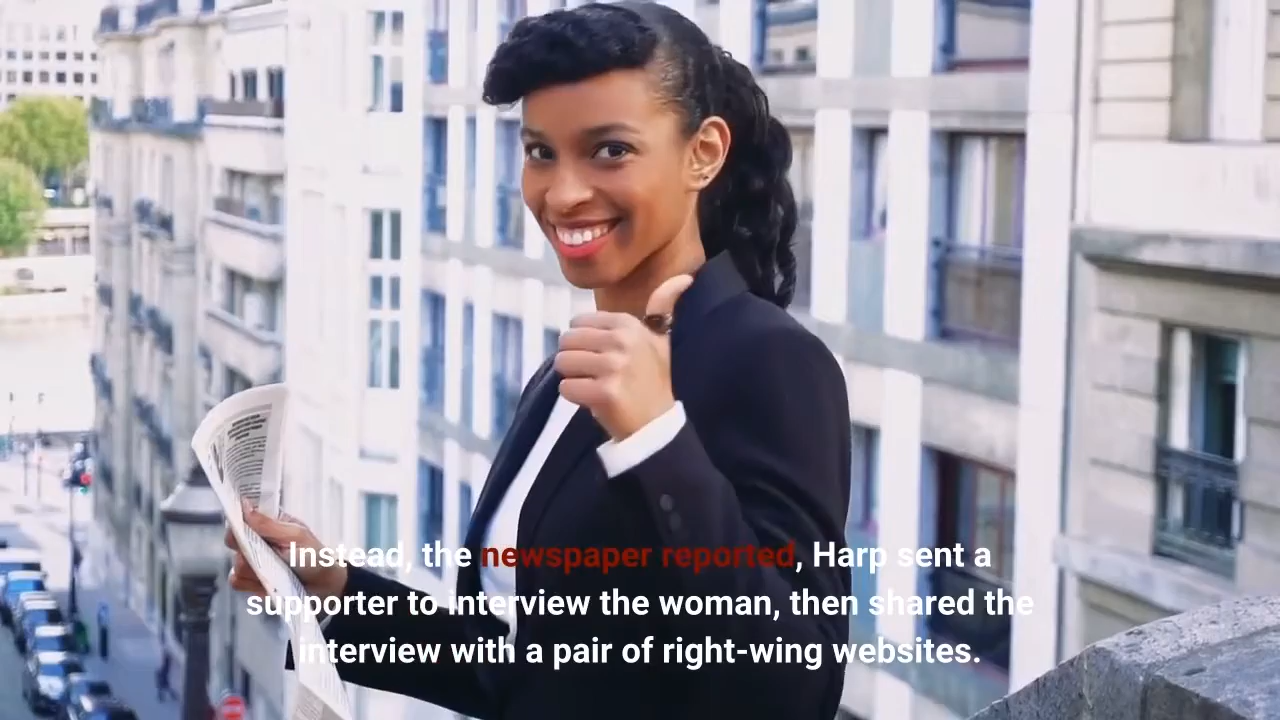 Instead, the newspaper reported, Harp sent a
supporter to interview the woman, then shared the
interview with a pair of right-wing websites.